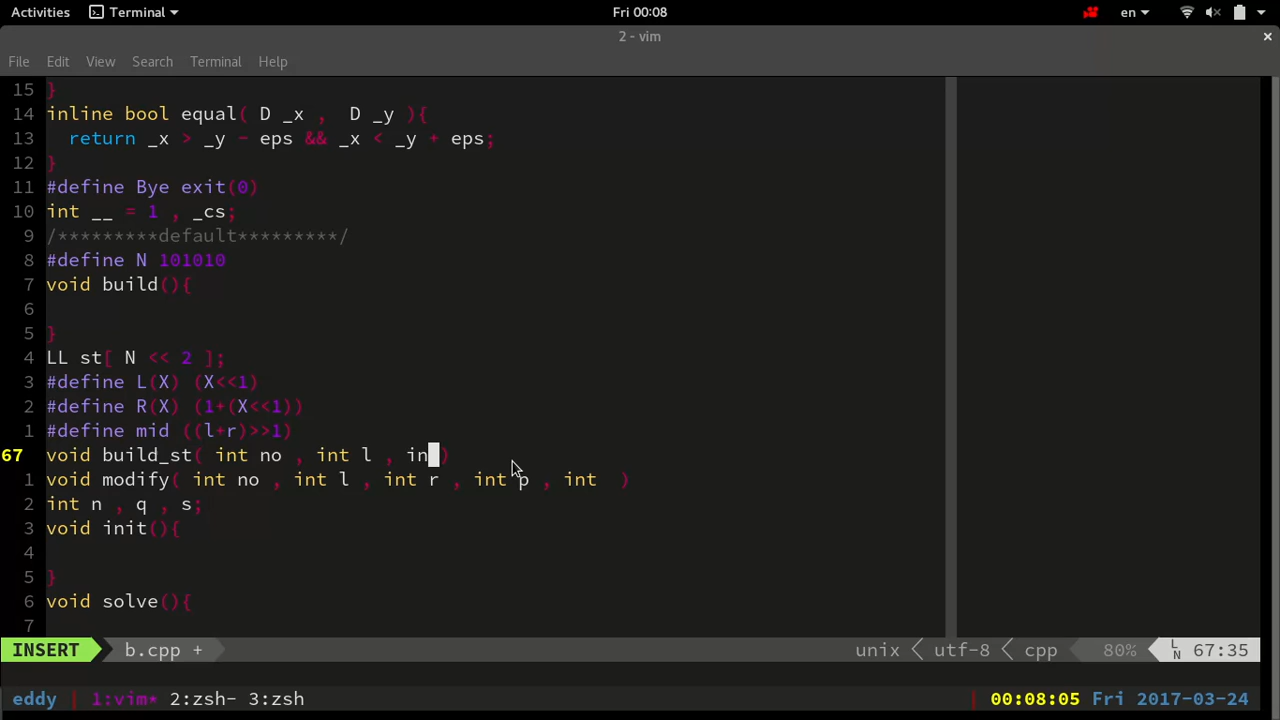 Activities Terminal Fri 00:08 en
2 - vim ×
File Edit View Search Terminal Help
15 }
14 inline bool equal( D _x ,  D _y ){
13   return _x > _y - eps && _x < _y + eps;
12 }
11 #define Bye exit(0)
10 int __ = 1 , _cs;
9 /*********default*********/
8 #define N 101010
7 void build(){
6
5 }
4 LL st[ N << 2 ];
3 #define L(X) (X<<1)
2 #define R(X) (1+(X<<1))
1 #define mid ((l+r)>>1)
67 void build_st( int no , int l , in )
1 void modify( int no , int l , int r , int p , int  )
2 int n , q , s;
3 void init(){
4
5 }
6 void solve(){
7
INSERT b.cpp + unix utf-8 cpp 80% LN 67:35
eddy 1:vim* 2:zsh- 3:zsh 00:08:05 Fri 2017-03-24